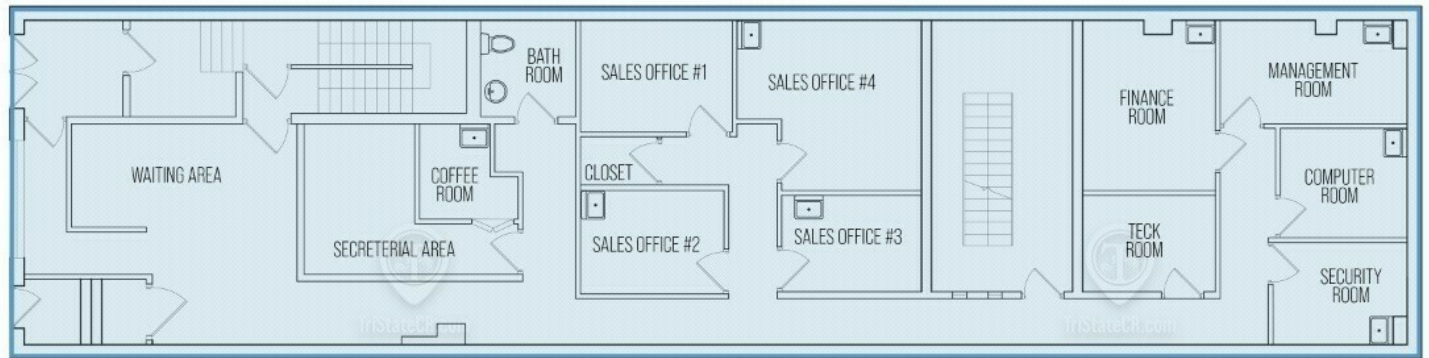 BATH
ROOM
SALES OFFICE #1
SALES OFFICE #4
FINANCE
ROOM
MANAGEMENT
ROOM
WAITING AREA
COFFEE
ROOM
CLOSET
COMPUTER
ROOM
SECRETERIAL AREA
SALES OFFICE #2
SALES OFFICE #3
TECK
ROOM
SECURITY
ROOM
TriStateCR.com
TriStateCR.com